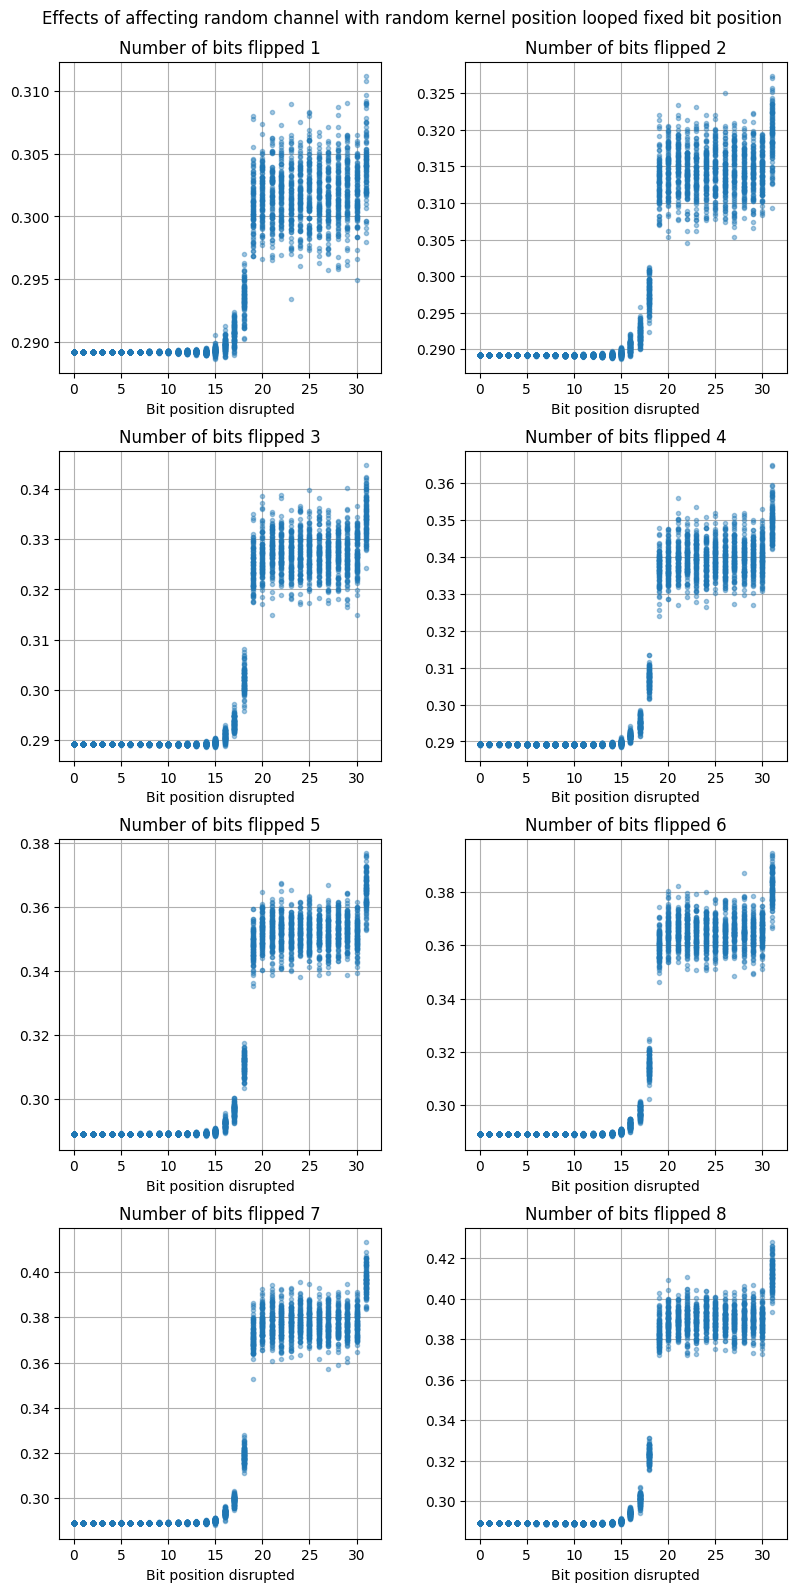 Effects of affecting random channel with random kernel position looped fixed bit position
Number of bits flipped 1
0.310
0.305
0.300
0.295
0.290
0 5 10 15 20 25 30
Bit position disrupted
Number of bits flipped 2
0.325
0.320
0.315
0.310
0.305
0.300
0.295
0.290
0 5 10 15 20 25 30
Bit position disrupted
Number of bits flipped 3
0.34
0.33
0.32
0.31
0.30
0.29
0 5 10 15 20 25 30
Bit position disrupted
Number of bits flipped 4
0.36
0.35
0.34
0.33
0.32
0.31
0.30
0.29
0 5 10 15 20 25 30
Bit position disrupted
Number of bits flipped 5
0.38
0.36
0.34
0.32
0.30
0 5 10 15 20 25 30
Bit position disrupted
Number of bits flipped 6
0.38
0.36
0.34
0.32
0.30
0 5 10 15 20 25 30
Bit position disrupted
Number of bits flipped 7
0.40
0.38
0.36
0.34
0.32
0.30
0 5 10 15 20 25 30
Bit position disrupted
Number of bits flipped 8
0.42
0.40
0.38
0.36
0.34
0.32
0.30
0 5 10 15 20 25 30
Bit position disrupted